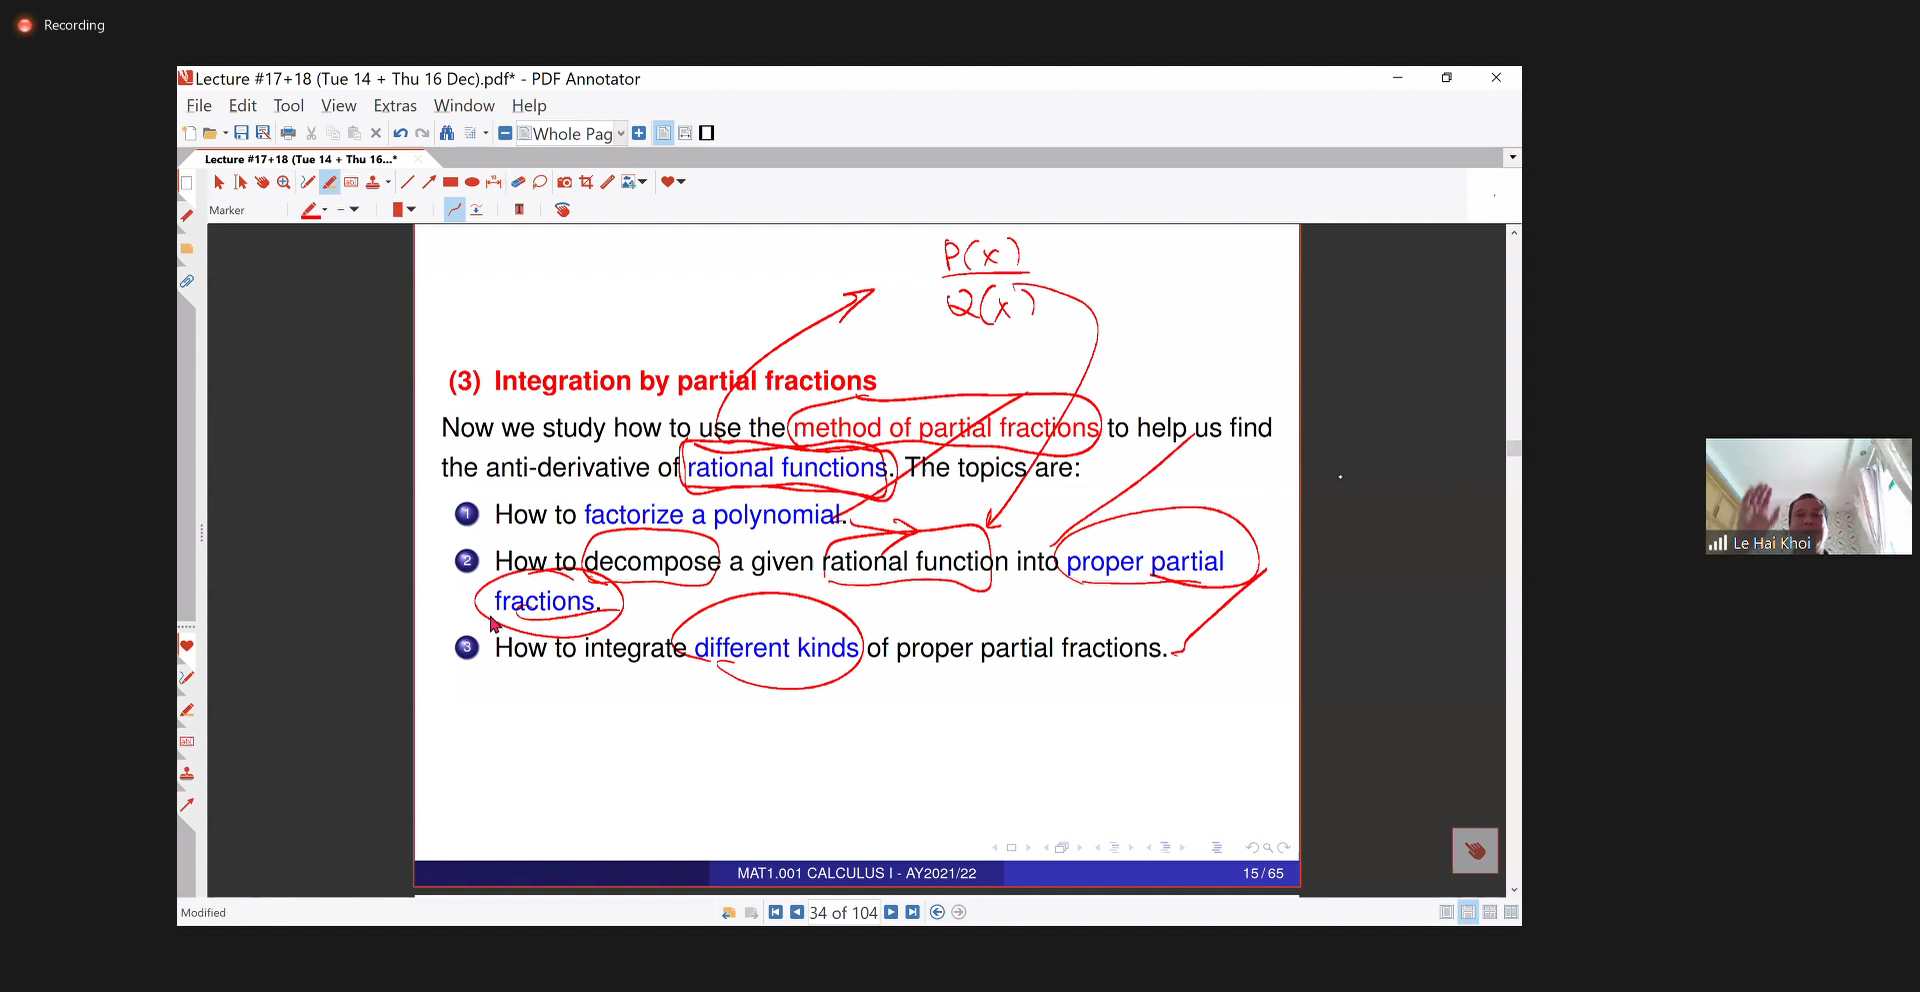 Recording
Lecture #17+18 (Tue 14 + Thu 16 Dec).pdf* - PDF Annotator
File Edit Tool View Extras Window Help
Whole Pag
Lecture #17+18 (Tue 14 + Thu 16...*
Marker
P(x)
Q(x)
(3) Integration by partial fractions
Now we study how to use the method of partial fractions to help us find
the anti-derivative of rational functions. The topics are:
1 How to factorize a polynomial.
2 How to decompose a given rational function into proper partial
fractions.
3 How to integrate different kinds of proper partial fractions.
Le Hai Khoi
MAT1.001 CALCULUS I - AY2021/22 15/65
Modified 34 of 104